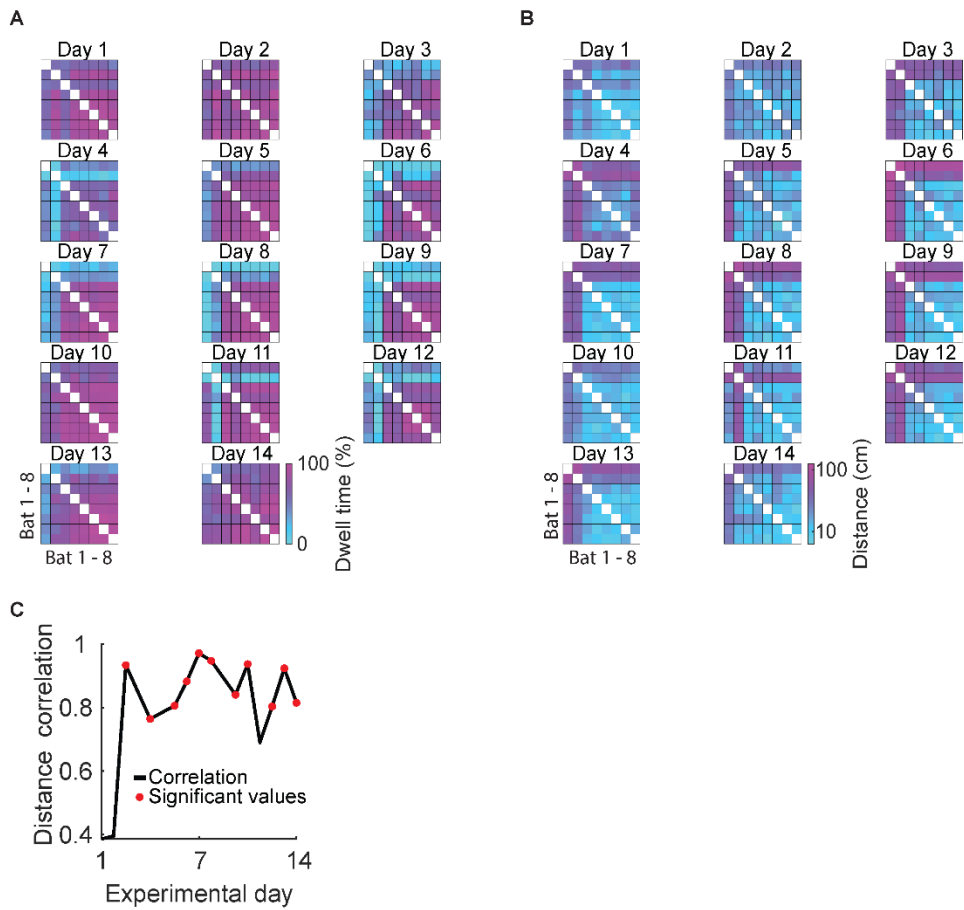 A
Day 1
Day 2
Day 3
Day 4
Day 5
Day 6
Day 7
Day 8
Day 9
Day 10
Day 11
Day 12
Day 13
Day 14
Bat 1 - 8
Bat 1 - 8
100
0
Dwell time (%)
B
Day 1
Day 2
Day 3
Day 4
Day 5
Day 6
Day 7
Day 8
Day 9
Day 10
Day 11
Day 12
Day 13
Day 14
Bat 1 - 8
Bat 1 - 8
100
10
Distance (cm)
C
Distance correlation
1
0.8
0.6
0.4
Correlation
Significant values
1
7
14
Experimental day